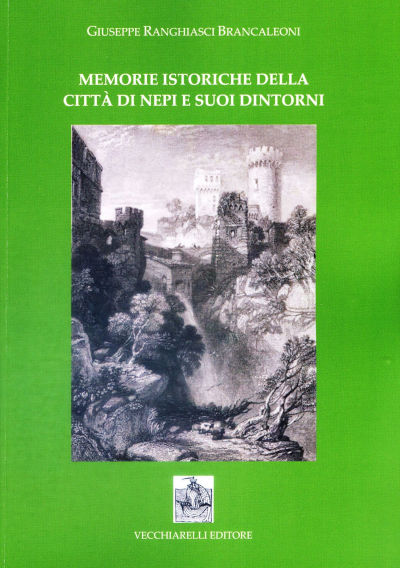 GIUSEPPE RANGHIASCI BRANCALEONI
MEMORIE ISTORICHE DELLA
CITTÀ DI NEPI E SUOI DINTORNI
VECCHIARELLI EDITORE